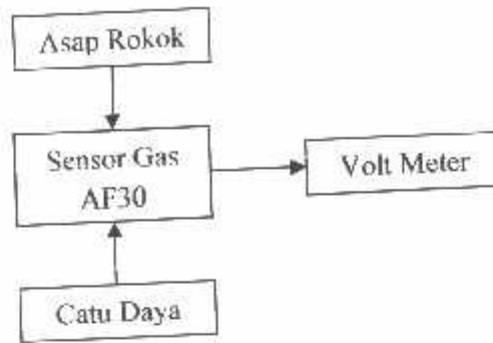 Asap Rokok
Sensor Gas
AF30
Volt Meter
Catu Daya